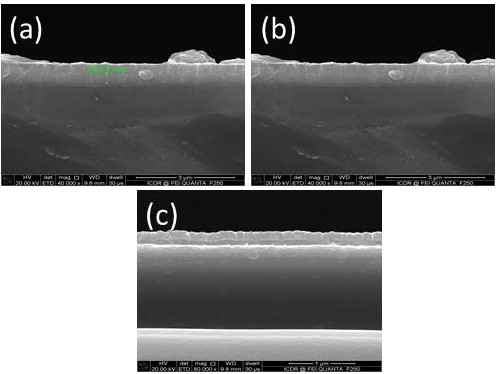 (a)
(b)
HV det mag □ WD dwell 3 µm
20.00 kV ETD 40 000 x 9.8 mm 30 µs ICDR @ FEI QUANTA F250
HV det mag □ WD dwell 3 µm
20.00 kV ETD 40 000 x 9.8 mm 30 µs ICDR @ FEI QUANTA F250
(c)
HV det mag □ WD dwell 1 µm
20.00 kV ETD 80 000 x 9.8 mm 30 µs ICDR @ FEI QUANTA F250